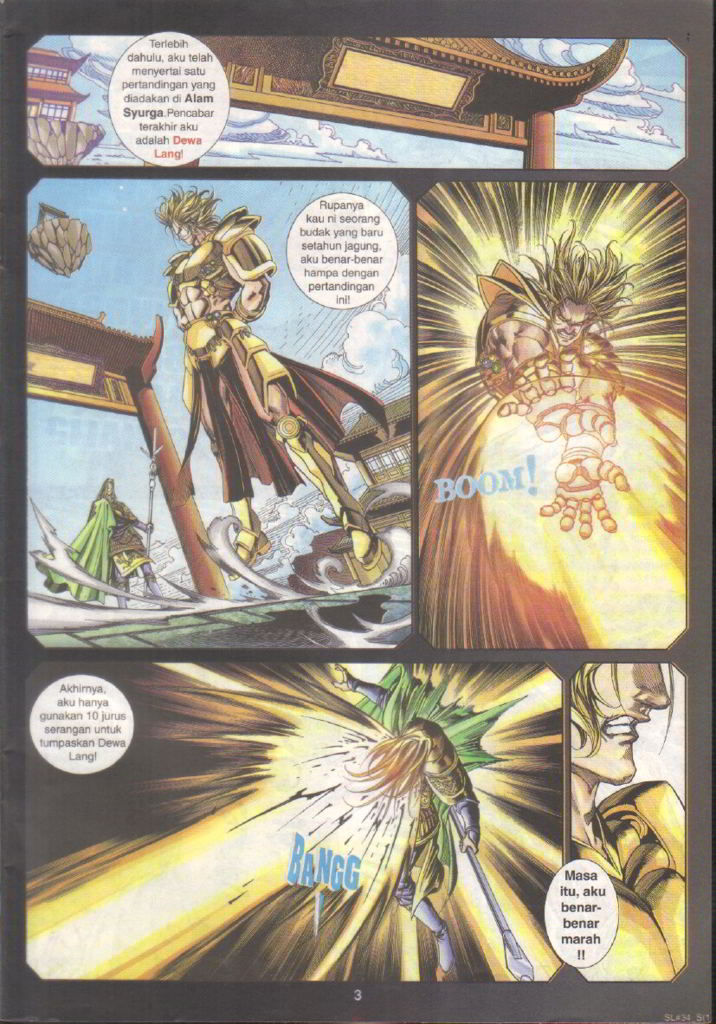 Terlebih
dahulu, aku telah
menyertai satu
pertandingan yang
diadakan di Alam
Syurga.Pencabar
terakhir aku
adalah Dewa
Lang!
Rupanya
kau ni seorang
budak yang baru
setahun jagung,
aku benar-benar
hampa dengan
pertandingan
ini!
BOOM!
Akhirnya,
aku hanya
gunakan 10 jurus
serangan untuk
tumpaskan Dewa
Lang!
BANGG
!
Masa
itu, aku
benar-
benar
marah
!!
3